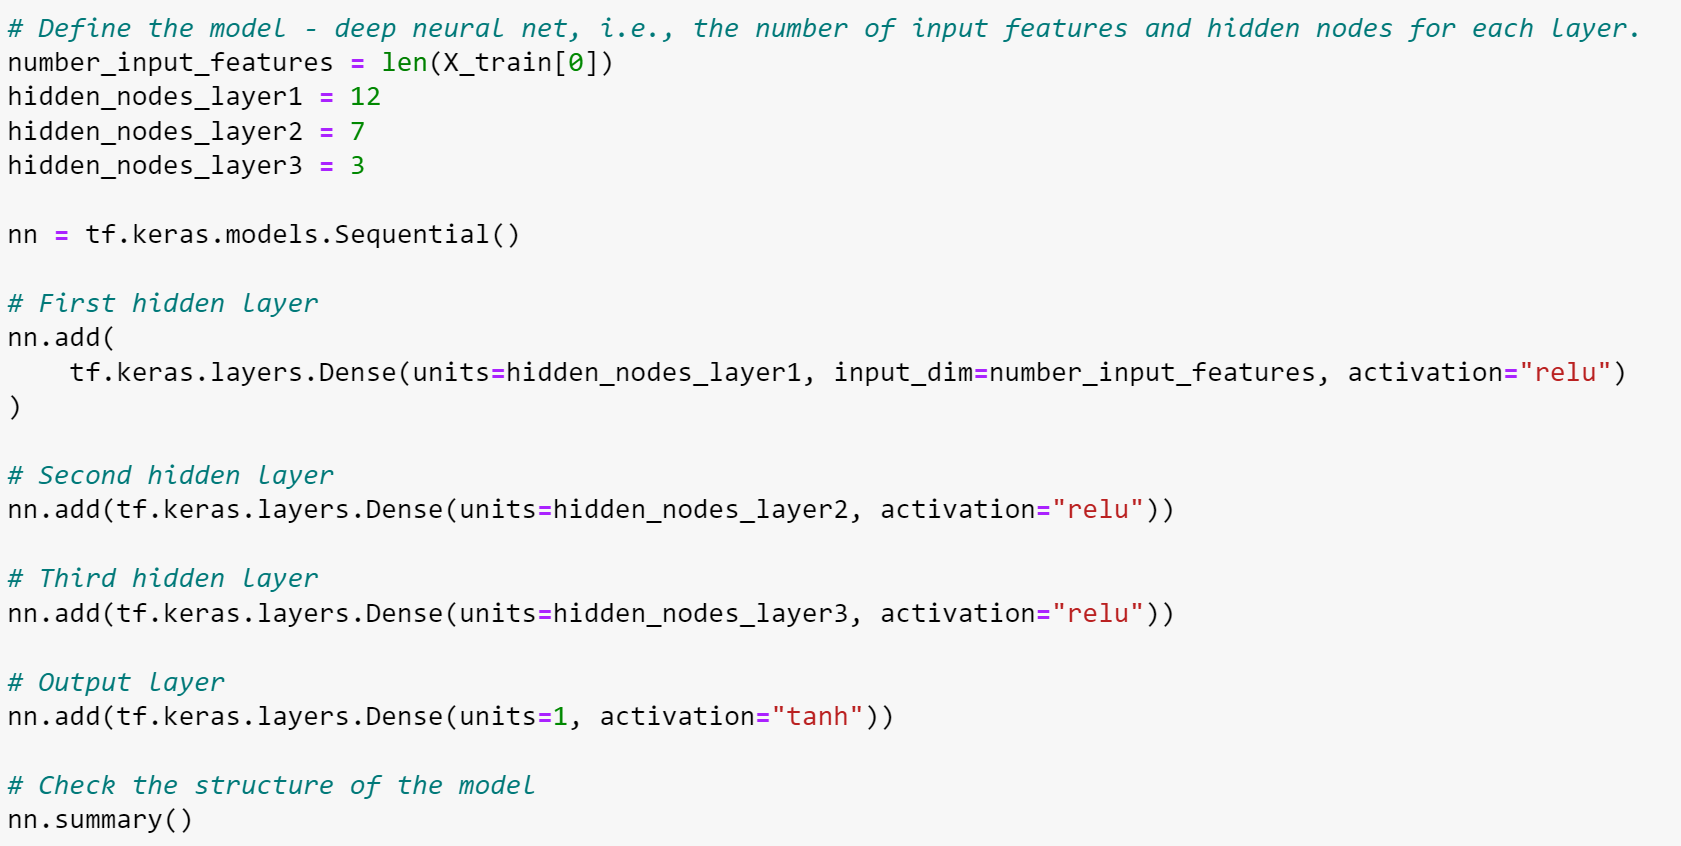 # Define the model - deep neural net, i.e., the number of input features and hidden nodes for each layer.
number_input_features = len(X_train[0])
hidden_nodes_layer1 = 12
hidden_nodes_layer2 = 7
hidden_nodes_layer3 = 3

nn = tf.keras.models.Sequential()

# First hidden layer
nn.add(
    tf.keras.layers.Dense(units=hidden_nodes_layer1, input_dim=number_input_features, activation="relu")
)

# Second hidden layer
nn.add(tf.keras.layers.Dense(units=hidden_nodes_layer2, activation="relu"))

# Third hidden layer
nn.add(tf.keras.layers.Dense(units=hidden_nodes_layer3, activation="relu"))

# Output layer
nn.add(tf.keras.layers.Dense(units=1, activation="tanh"))

# Check the structure of the model
nn.summary()